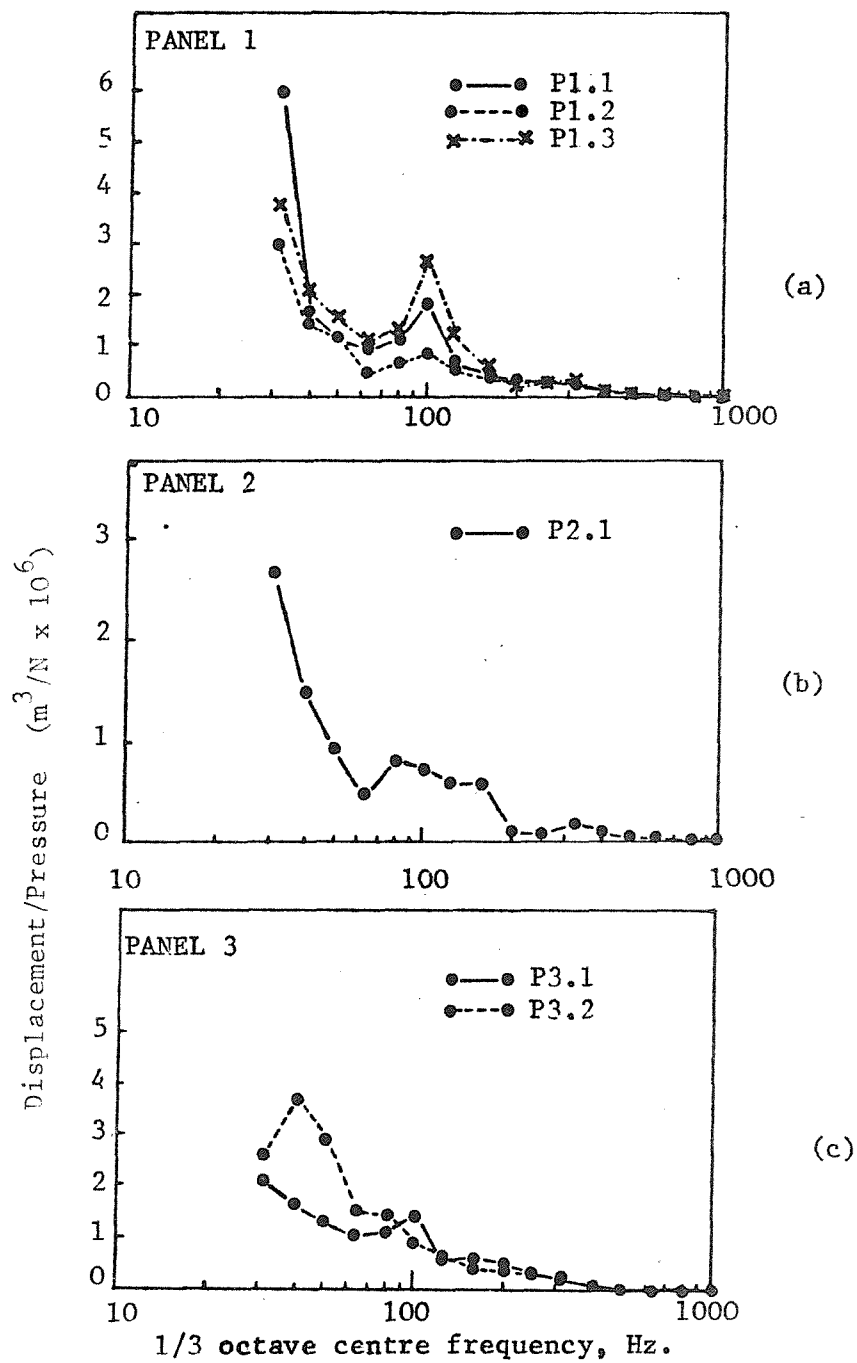 PANEL 1
P1.1
P1.2
P1.3
6
5
4
3
2
1
0
10
100
1000
(a)
PANEL 2
P2.1
3
2
1
0
10
100
1000
(b)
Displacement/Pressure (m³/N x 10⁶)
PANEL 3
P3.1
P3.2
5
4
3
2
1
0
10
100
1000
(c)
1/3 octave centre frequency, Hz.